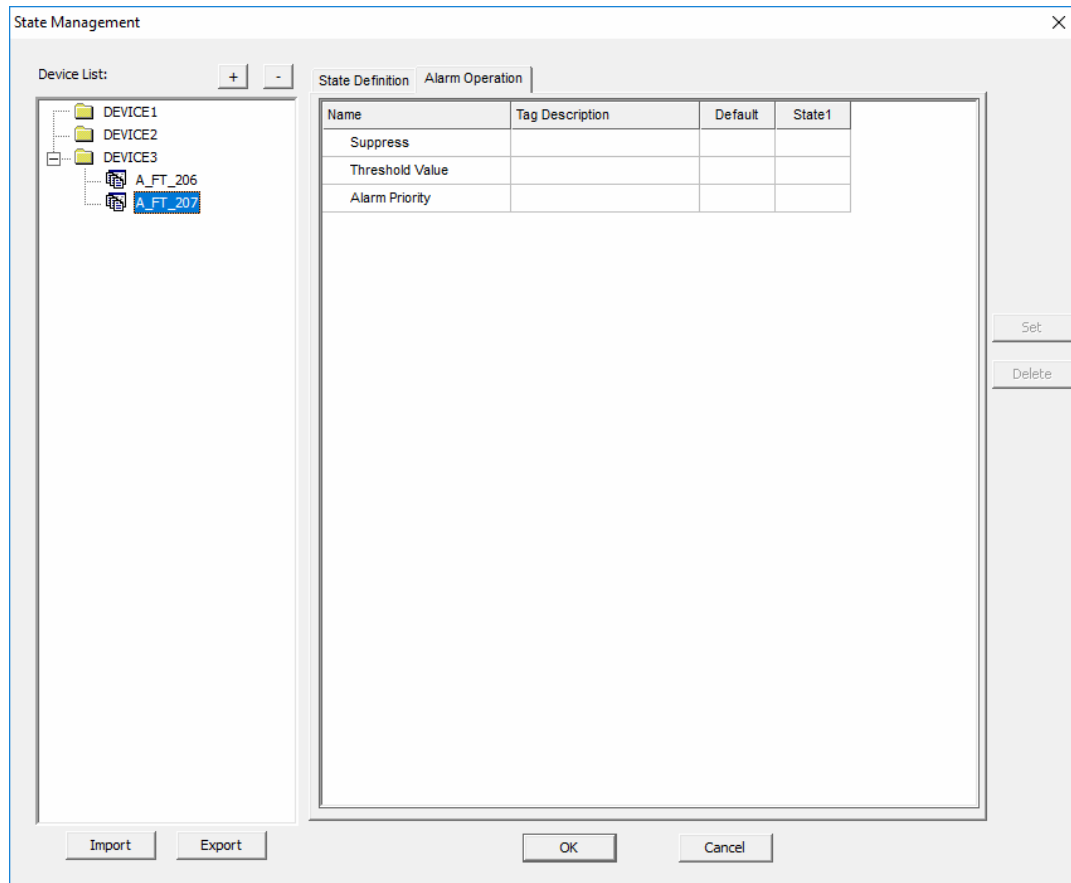 State Management
Device List:
+ -
State Definition Alarm Operation
DEVICE1
DEVICE2
DEVICE3
A_FT_206
A_FT_207
Name Tag Description Default State1
Suppress
Threshold Value
Alarm Priority
Set
Delete
Import Export
OK Cancel